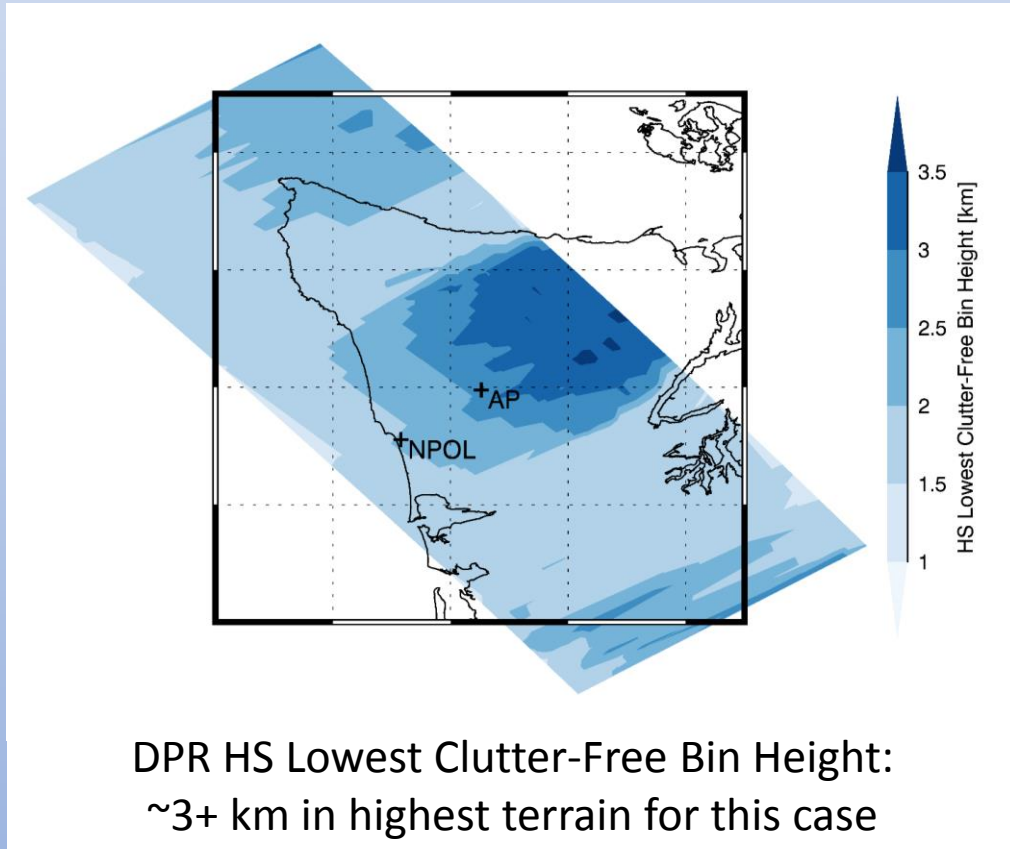 3.5
3
2.5
2
1.5
1
HS Lowest Clutter-Free Bin Height [km]
AP
NPOL
DPR HS Lowest Clutter-Free Bin Height:
~3+ km in highest terrain for this case